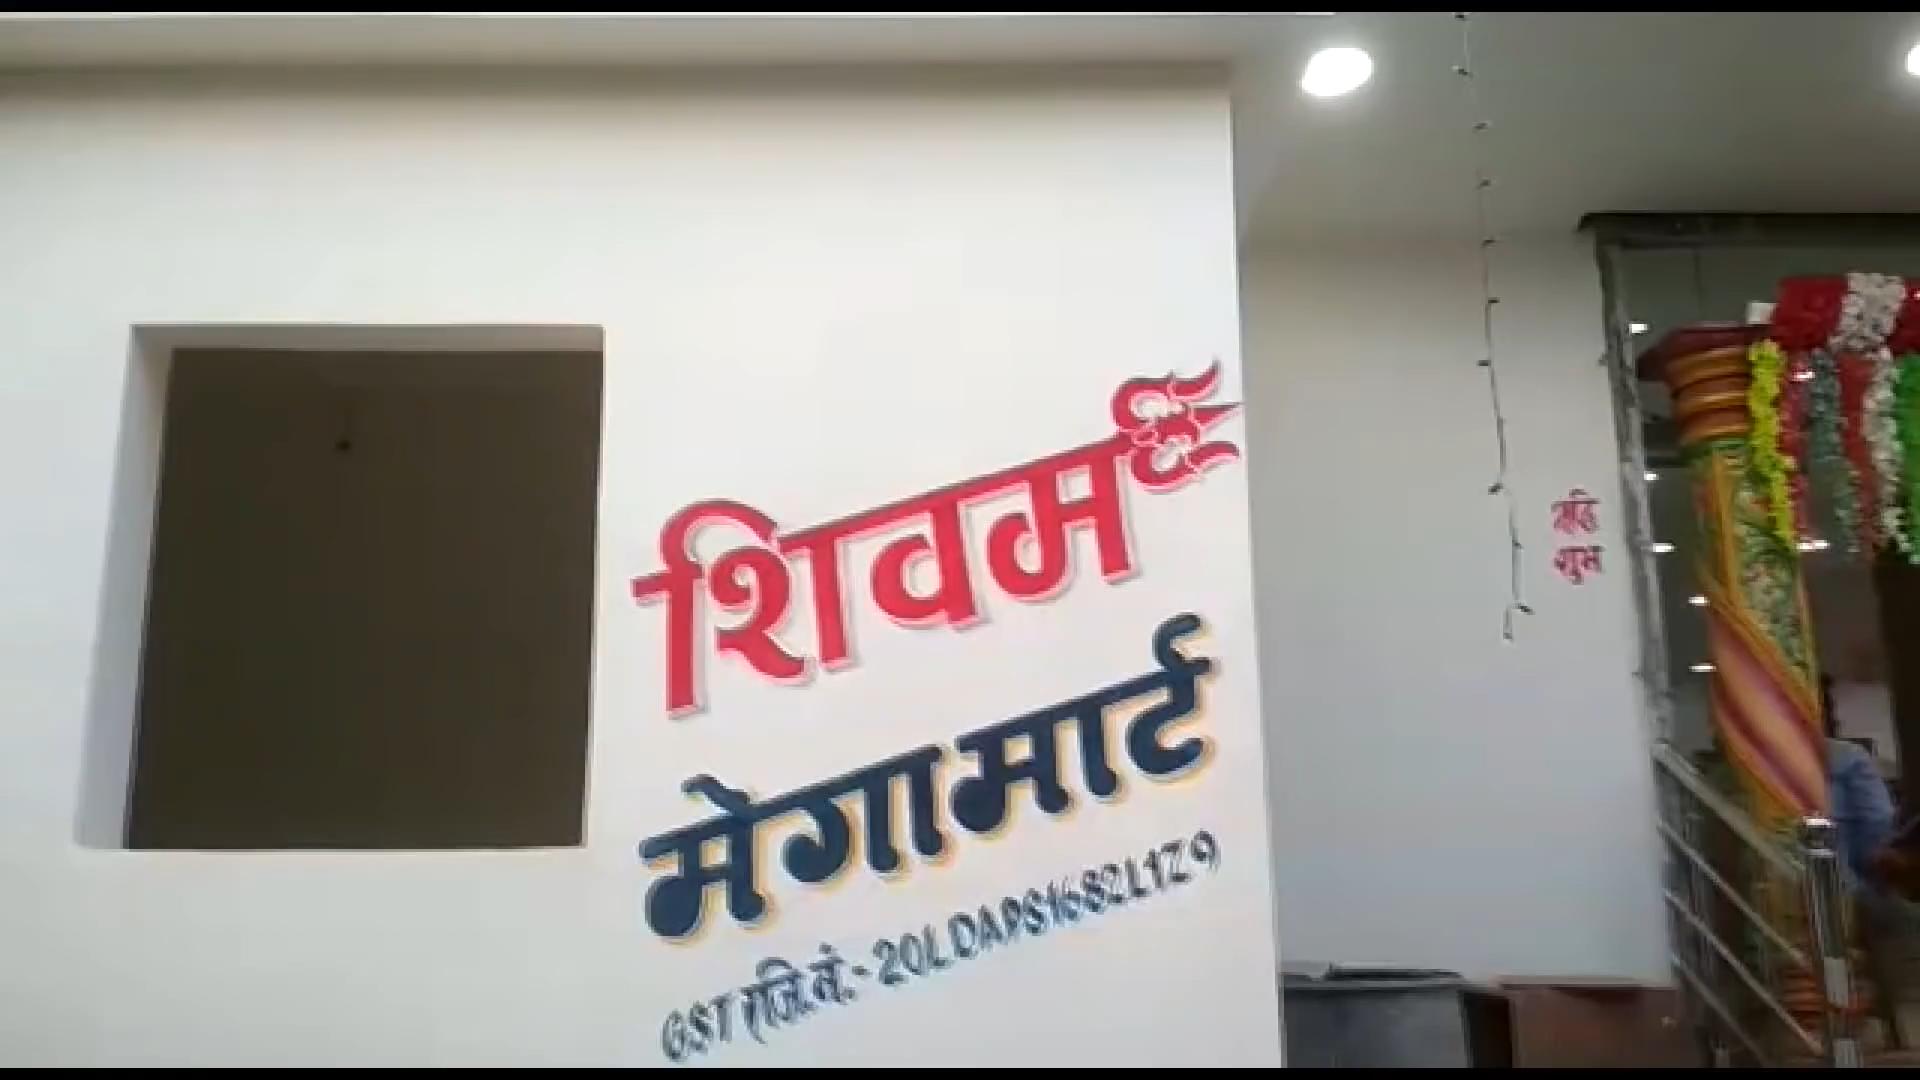 शिवम
मेगा मार्ट
GST रजि. नं.- 20LDAPS1682L1Z9
शुभ